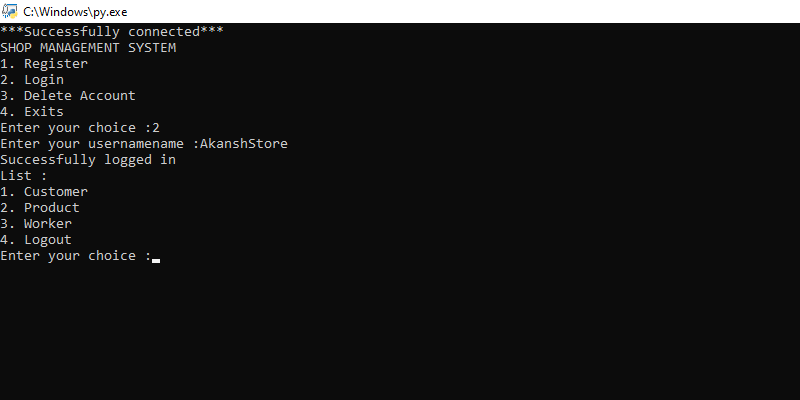 C:\Windows\py.exe
***Successfully connected***
SHOP MANAGEMENT SYSTEM
1. Register
2. Login
3. Delete Account
4. Exits
Enter your choice :2
Enter your usernamename :AkanshStore
Successfully logged in
List :
1. Customer
2. Product
3. Worker
4. Logout
Enter your choice :